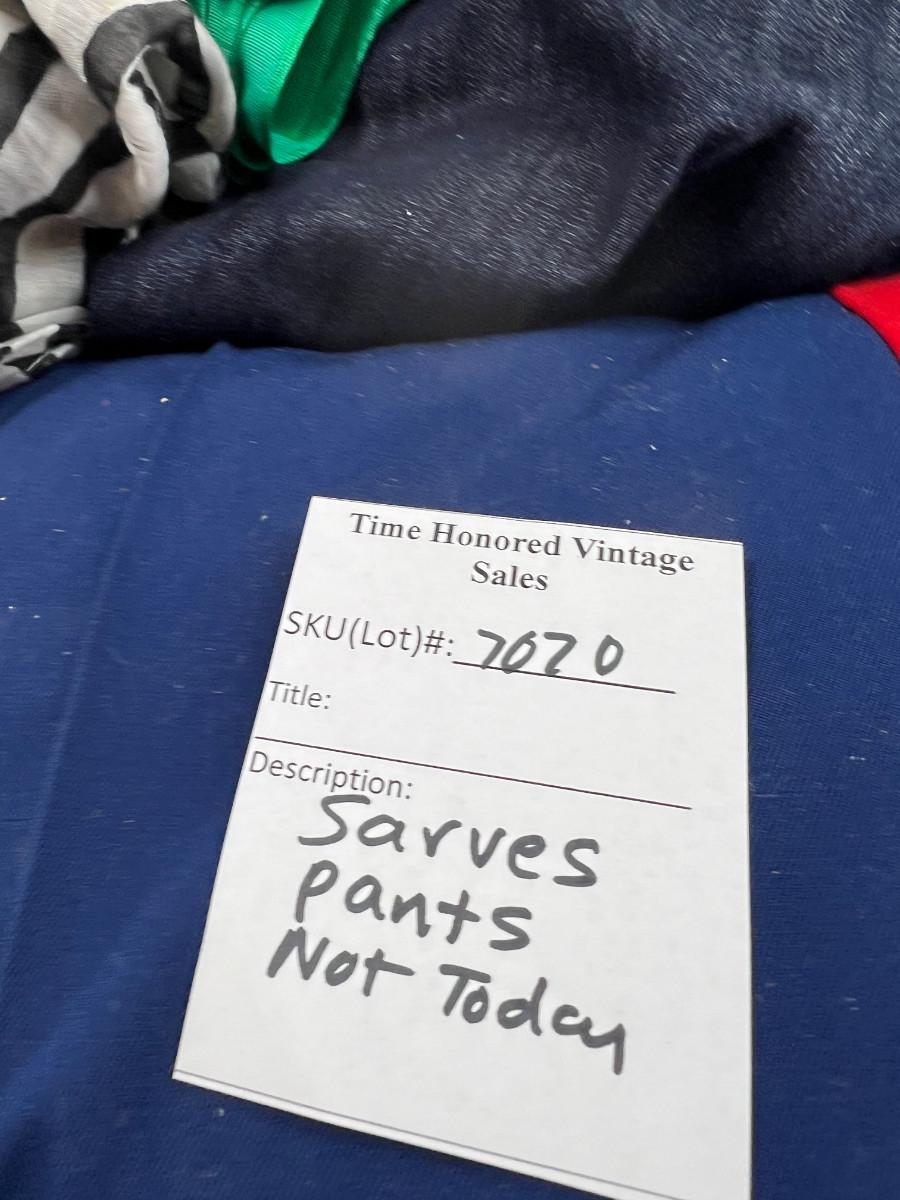 Time Honored Vintage
Sales
SKU(Lot)#: 7070
Title:
Description:
Sarves
pants
Not Today